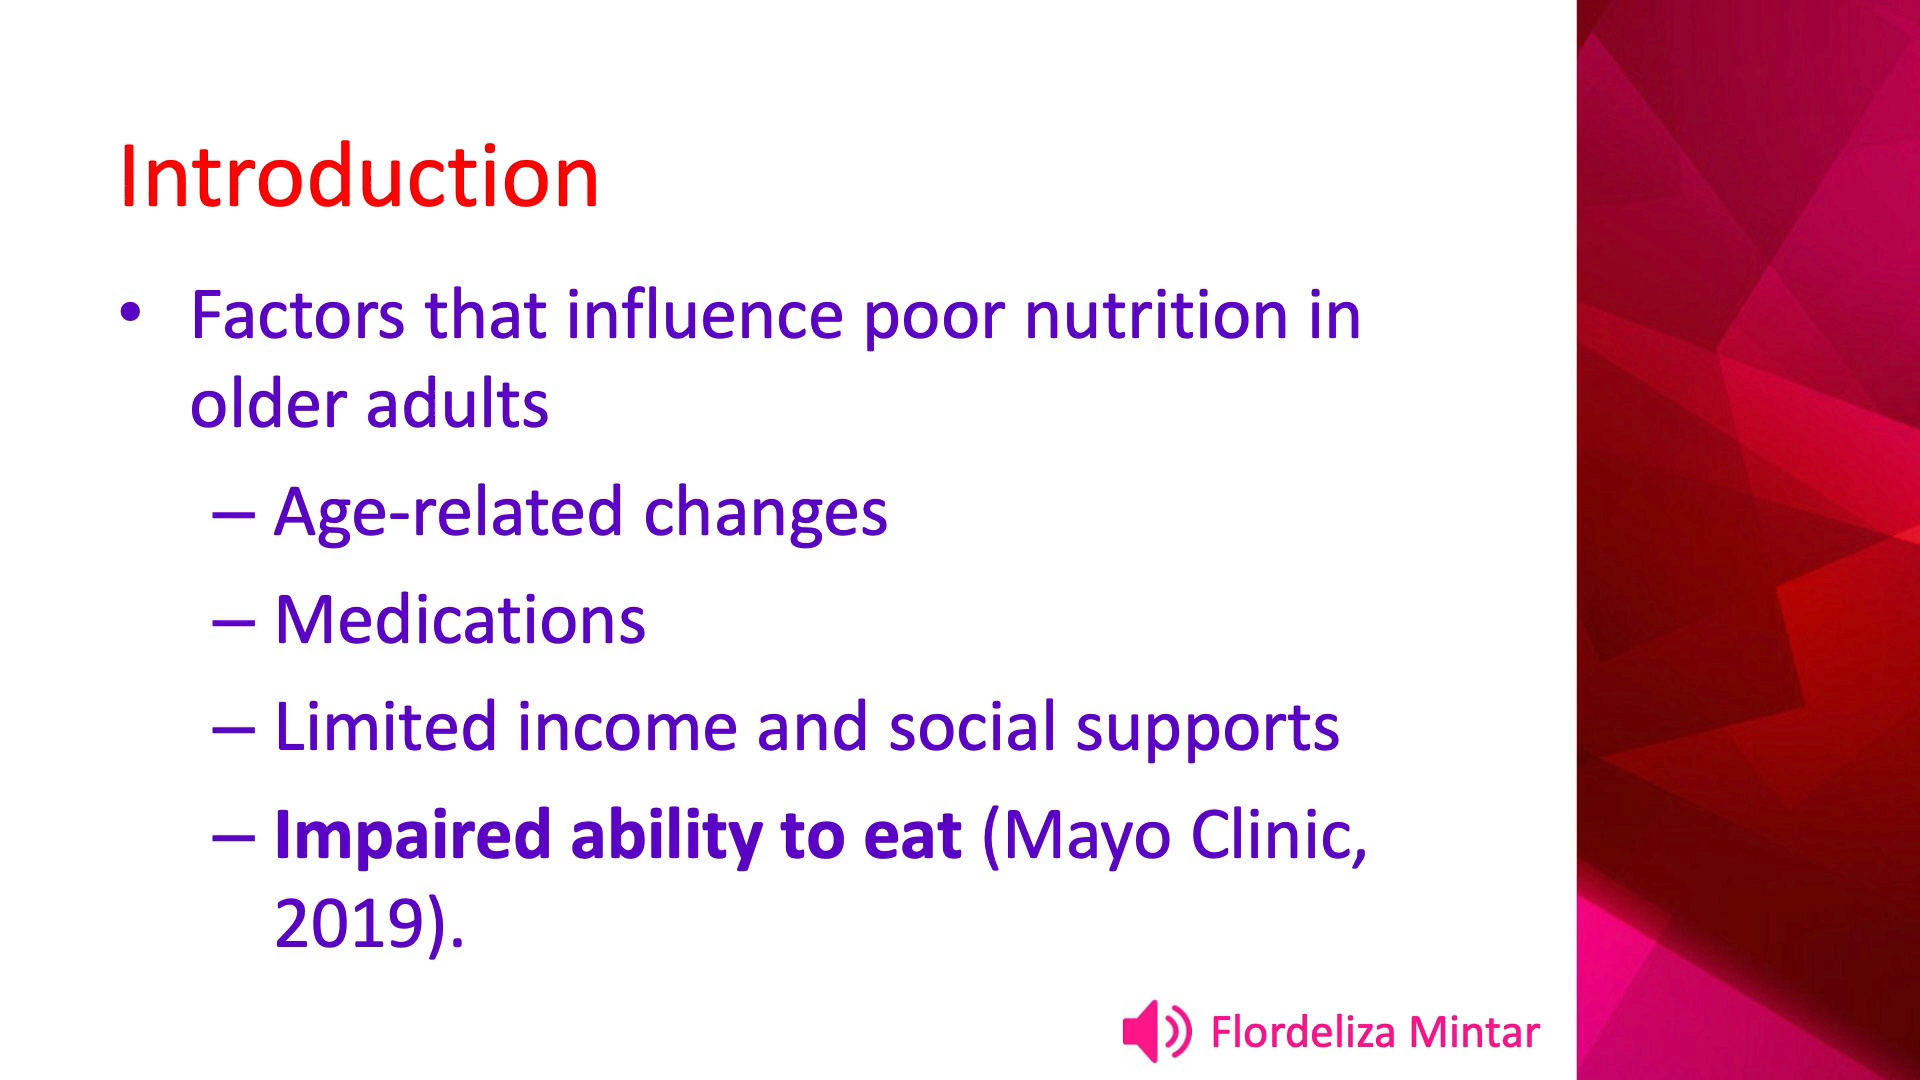 Introduction
• Factors that influence poor nutrition in
older adults
– Age-related changes
– Medications
– Limited income and social supports
– Impaired ability to eat (Mayo Clinic,
2019).
Flordeliza Mintar